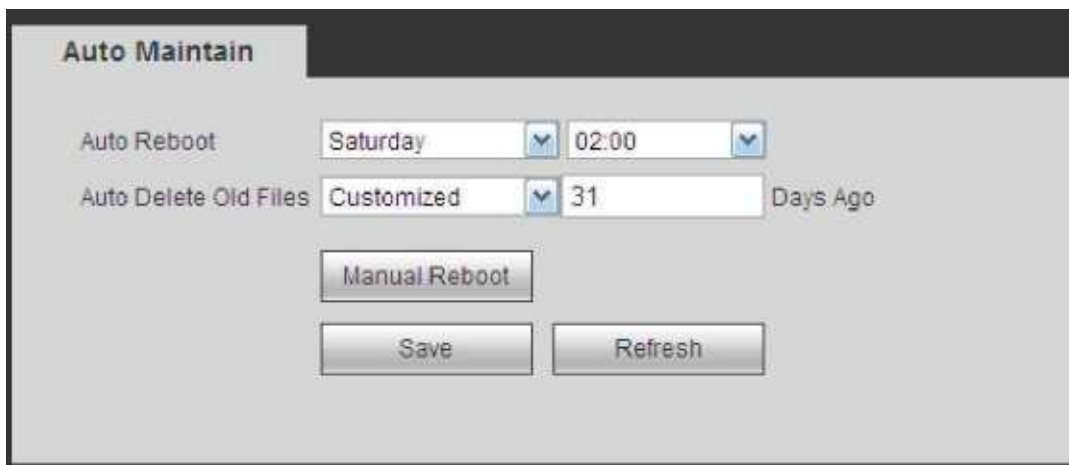 Auto Maintain
Auto Reboot Saturday 02:00
Auto Delete Old Files Customized 31 Days Ago
Manual Reboot
Save Refresh